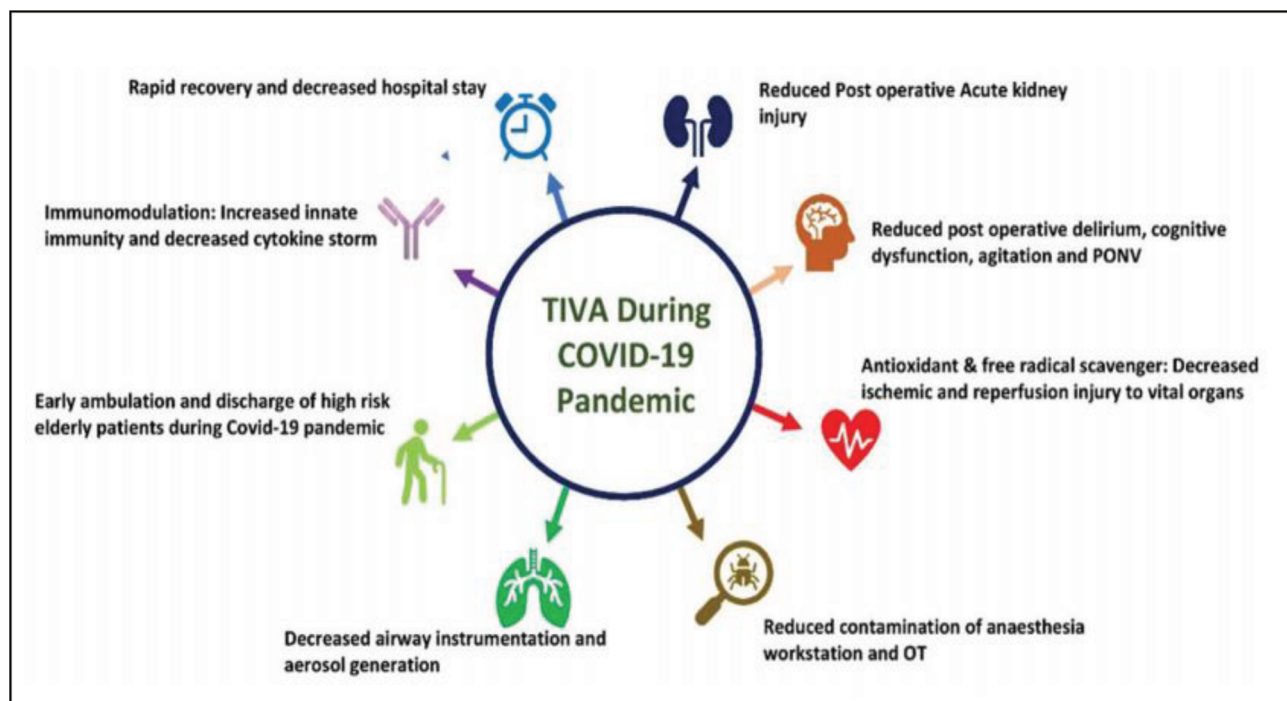 Rapid recovery and decreased hospital stay
Reduced Post operative Acute kidney
injury
Immunomodulation: Increased innate
immunity and decreased cytokine storm
Reduced post operative delirium, cognitive
dysfunction, agitation and PONV
TIVA During
COVID-19
Pandemic
Antioxidant & free radical scavenger: Decreased
ischemic and reperfusion injury to vital organs
Early ambulation and discharge of high risk
elderly patients during Covid-19 pandemic
Decreased airway instrumentation and
aerosol generation
Reduced contamination of anaesthesia
workstation and OT